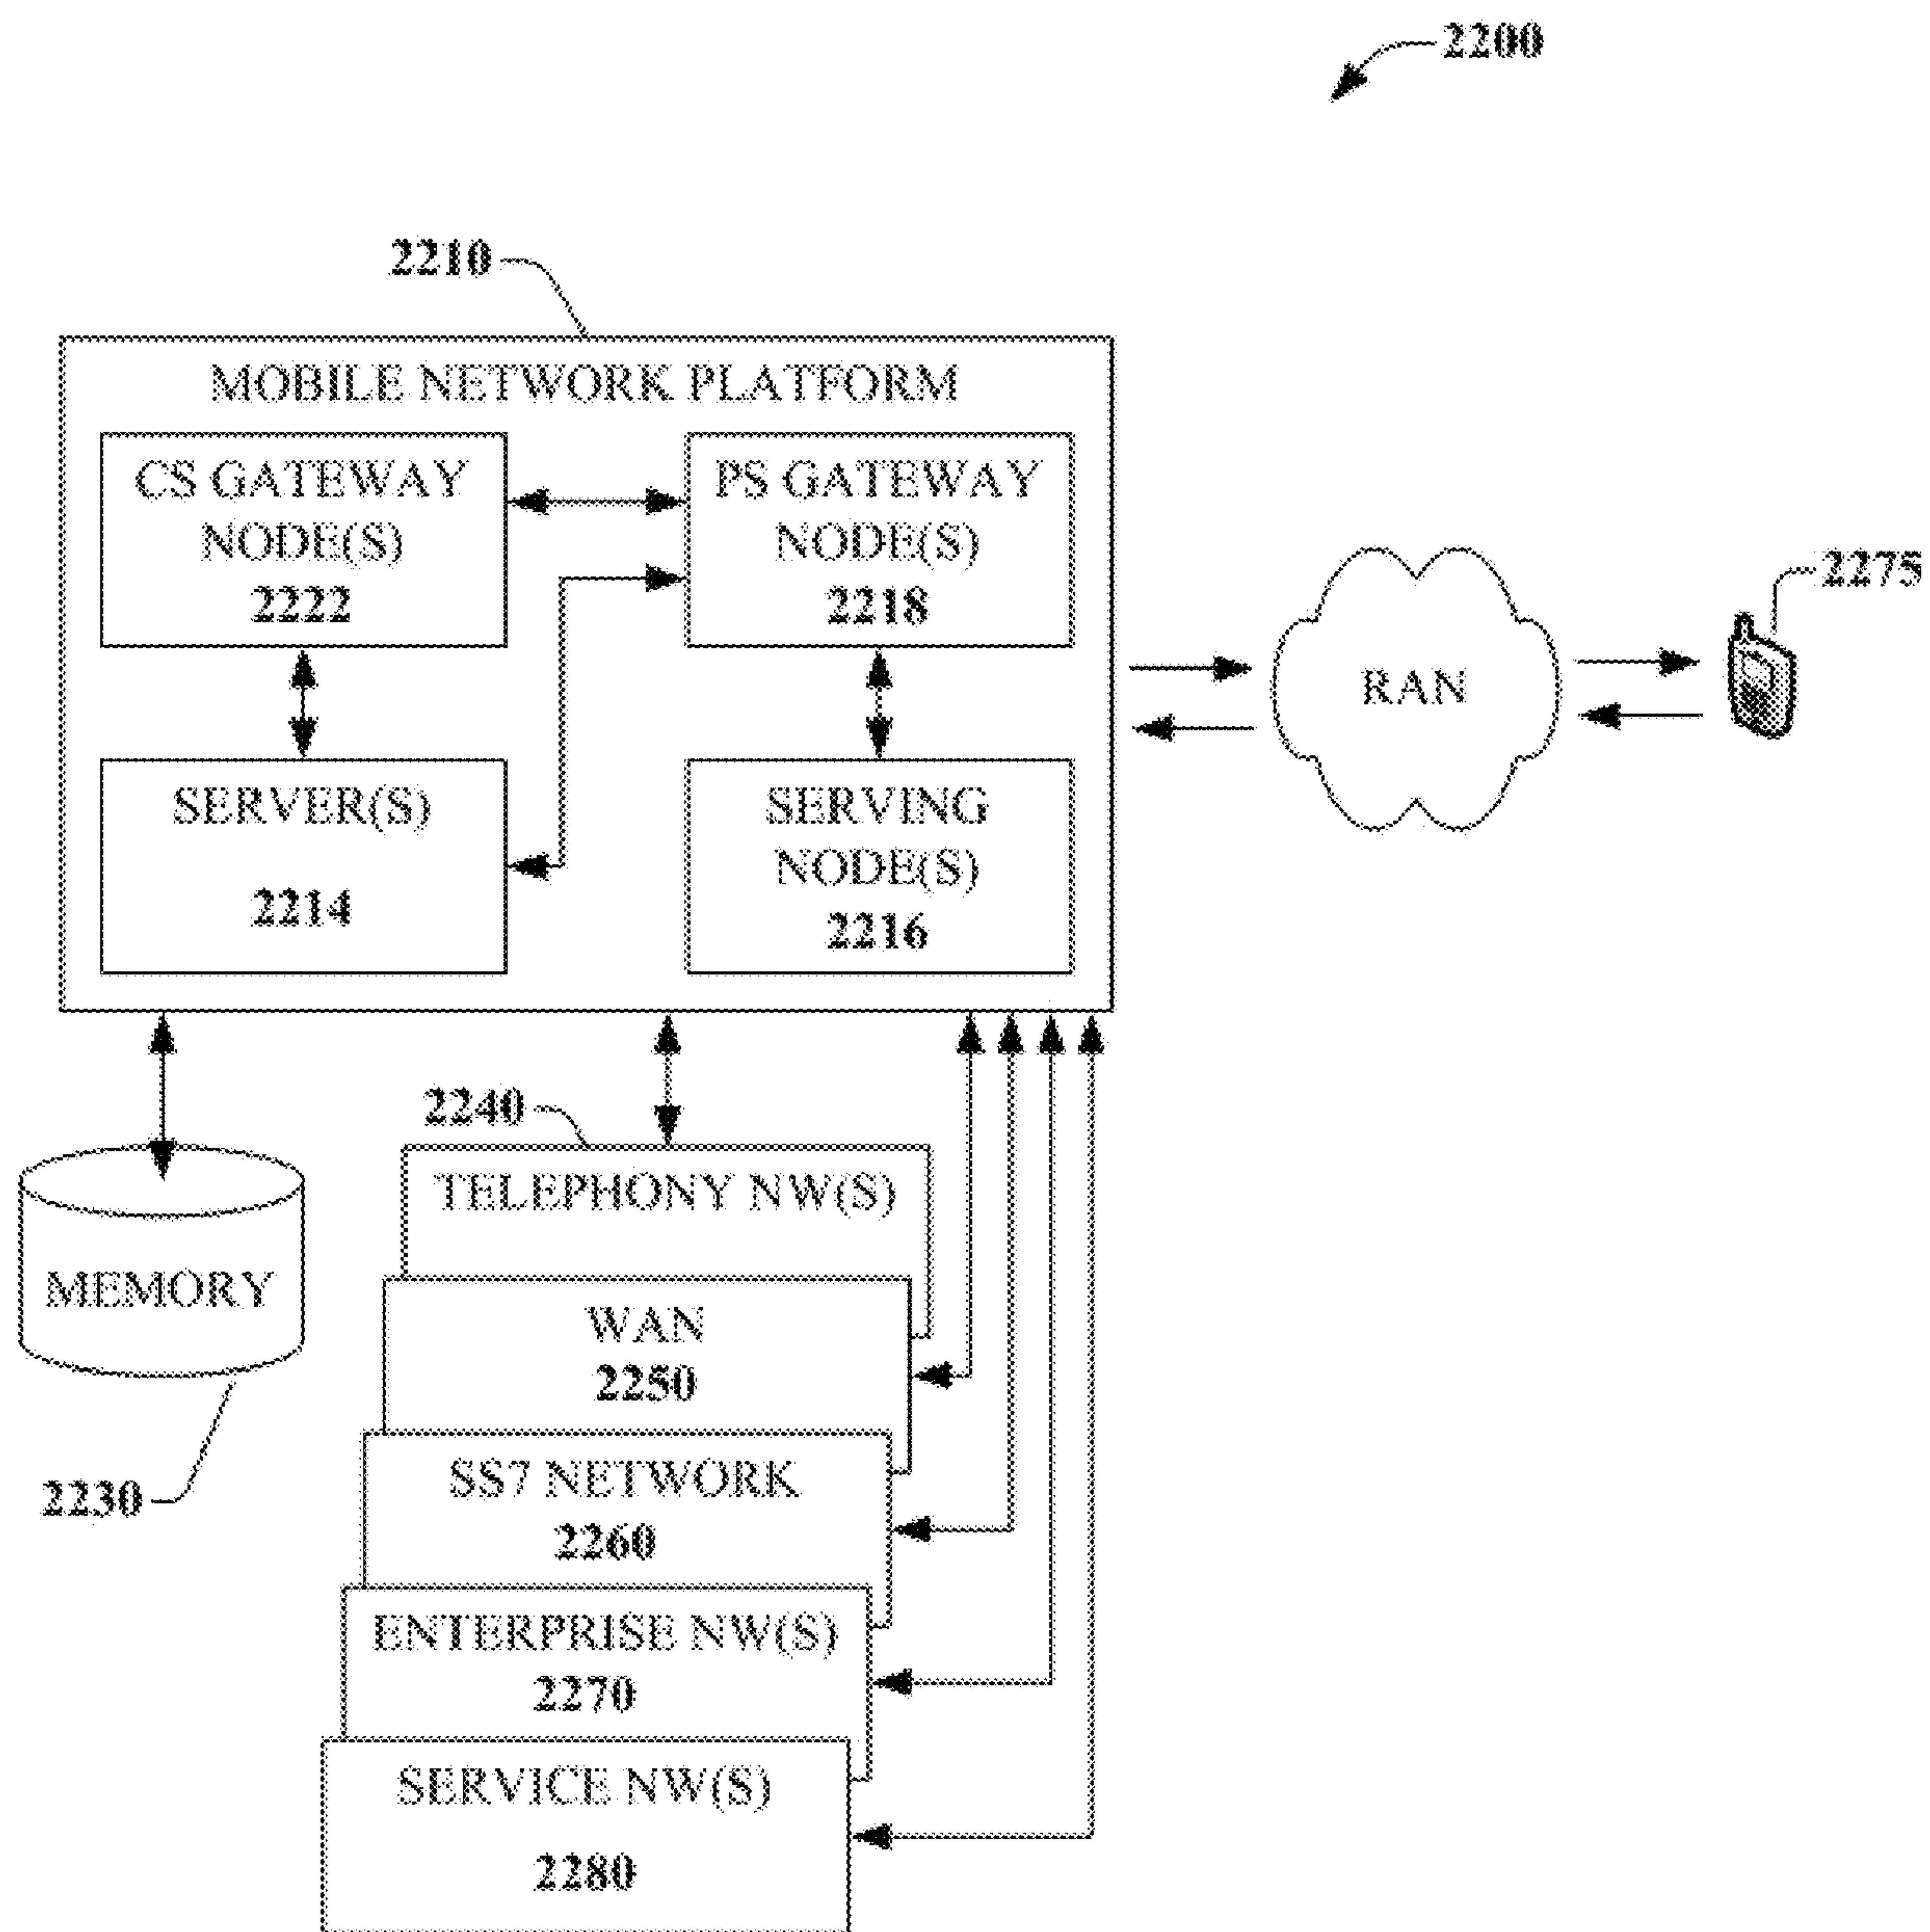 2200
2210
MOBILE NETWORK PLATFORM
CS GATEWAY
NODE(S)
2222
PS GATEWAY
NODE(S)
2218
SERVER(S)
2214
SERVING
NODE(S)
2216
RAN
2275
2240
TELEPHONY NW(S)
MEMORY
2230
WAN
2250
SS7 NETWORK
2260
ENTERPRISE NW(S)
2270
SERVICE NW(S)
2280